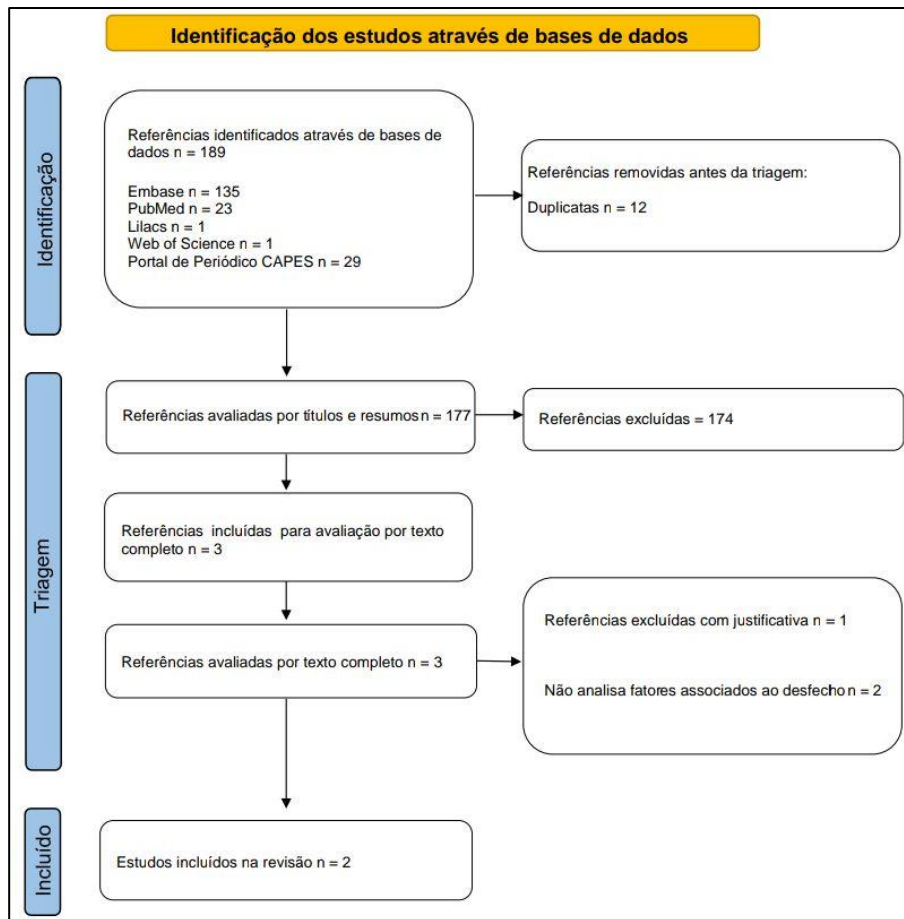 Identificação dos estudos através de bases de dados
Identificação
Referências identificados através de bases de
dados n = 189
Embase n = 135
PubMed n = 23
Lilacs n = 1
Web of Science n = 1
Portal de Periódico CAPES n = 29
Referências removidas antes da triagem:
Duplicatas n = 12
Triagem
Referências avaliadas por títulos e resumos n = 177
Referências excluídas = 174
Referências incluídas para avaliação por texto
completo n = 3
Referências avaliadas por texto completo n = 3
Referências excluídas com justificativa n = 1
Não analisa fatores associados ao desfecho n = 2
Incluído
Estudos incluídos na revisão n = 2